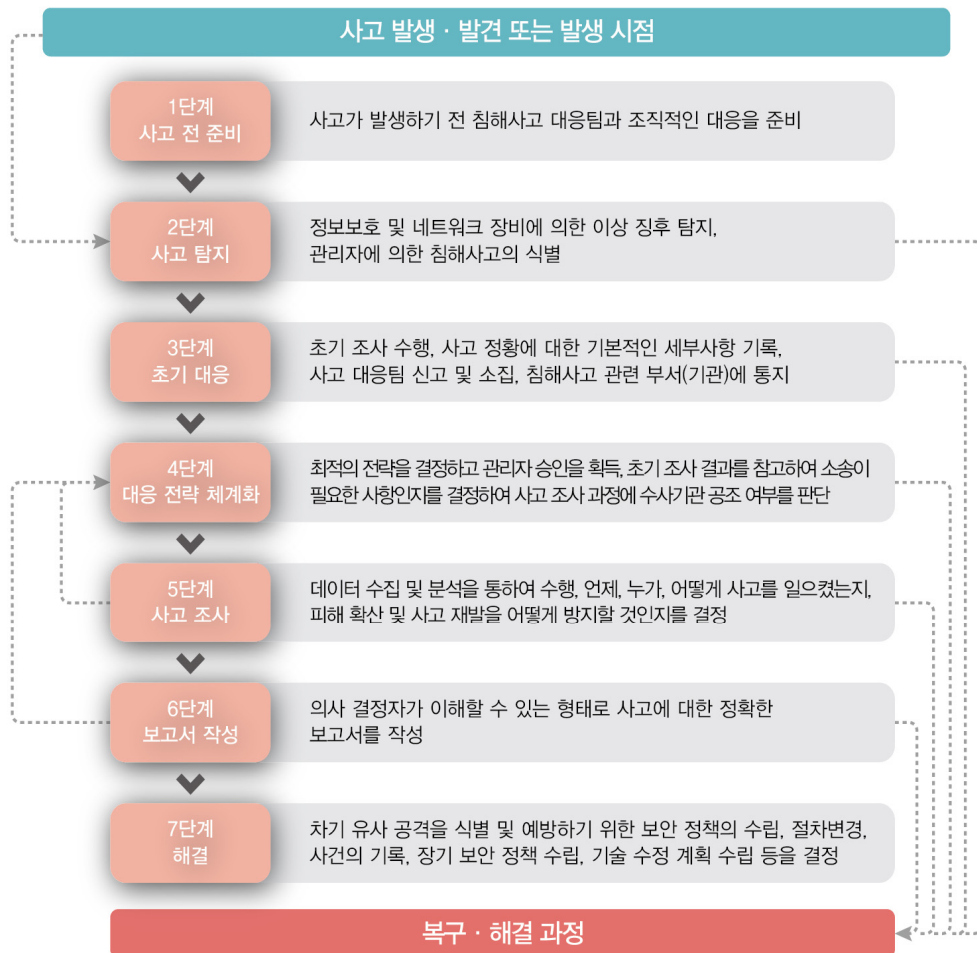 사고 발생 · 발견 또는 발생 시점
1단계
사고 전 준비
사고가 발생하기 전 침해사고 대응팀과 조직적인 대응을 준비
2단계
사고 탐지
정보보호 및 네트워크 장비에 의한 이상 징후 탐지,
관리자에 의한 침해사고의 식별
3단계
초기 대응
초기 조사 수행, 사고 정황에 대한 기본적인 세부사항 기록,
사고 대응팀 신고 및 소집, 침해사고 관련 부서(기관)에 통지
4단계
대응 전략 체계화
최적의 전략을 결정하고 관리자 승인을 획득, 초기 조사 결과를 참고하여 소송이
필요한 사항인지를 결정하여 사고 조사 과정에 수사기관 공조 여부를 판단
5단계
사고 조사
데이터 수집 및 분석을 통하여 수행, 언제, 누가, 어떻게 사고를 일으켰는지,
피해 확산 및 사고 재발을 어떻게 방지할 것인지를 결정
6단계
보고서 작성
의사 결정자가 이해할 수 있는 형태로 사고에 대한 정확한
보고서를 작성
7단계
해결
차기 유사 공격을 식별 및 예방하기 위한 보안 정책의 수립, 절차변경,
사건의 기록, 장기 보안 정책 수립, 기술 수정 계획 수립 등을 결정
복구 · 해결 과정